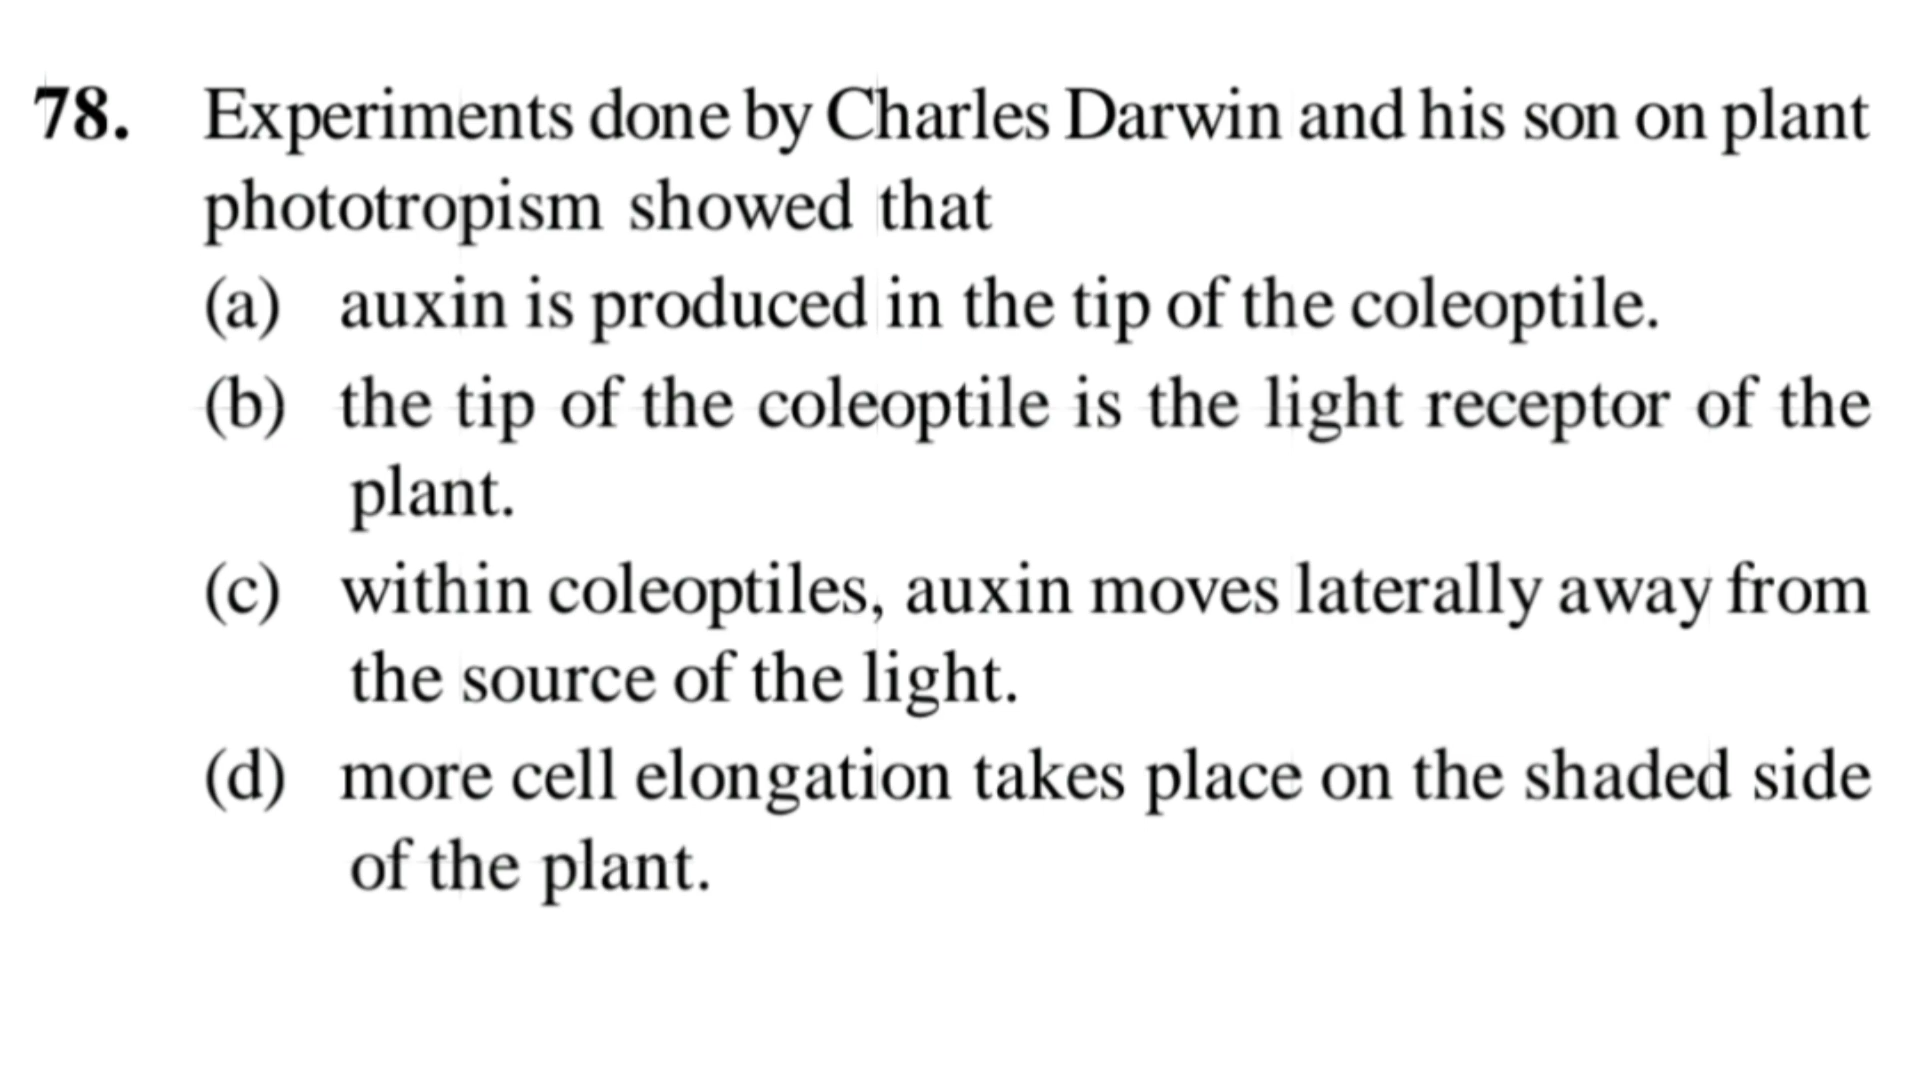 78. Experiments done by Charles Darwin and his son on plant
phototropism showed that
(a) auxin is produced in the tip of the coleoptile.
(b) the tip of the coleoptile is the light receptor of the
plant.
(c) within coleoptiles, auxin moves laterally away from
the source of the light.
(d) more cell elongation takes place on the shaded side
of the plant.